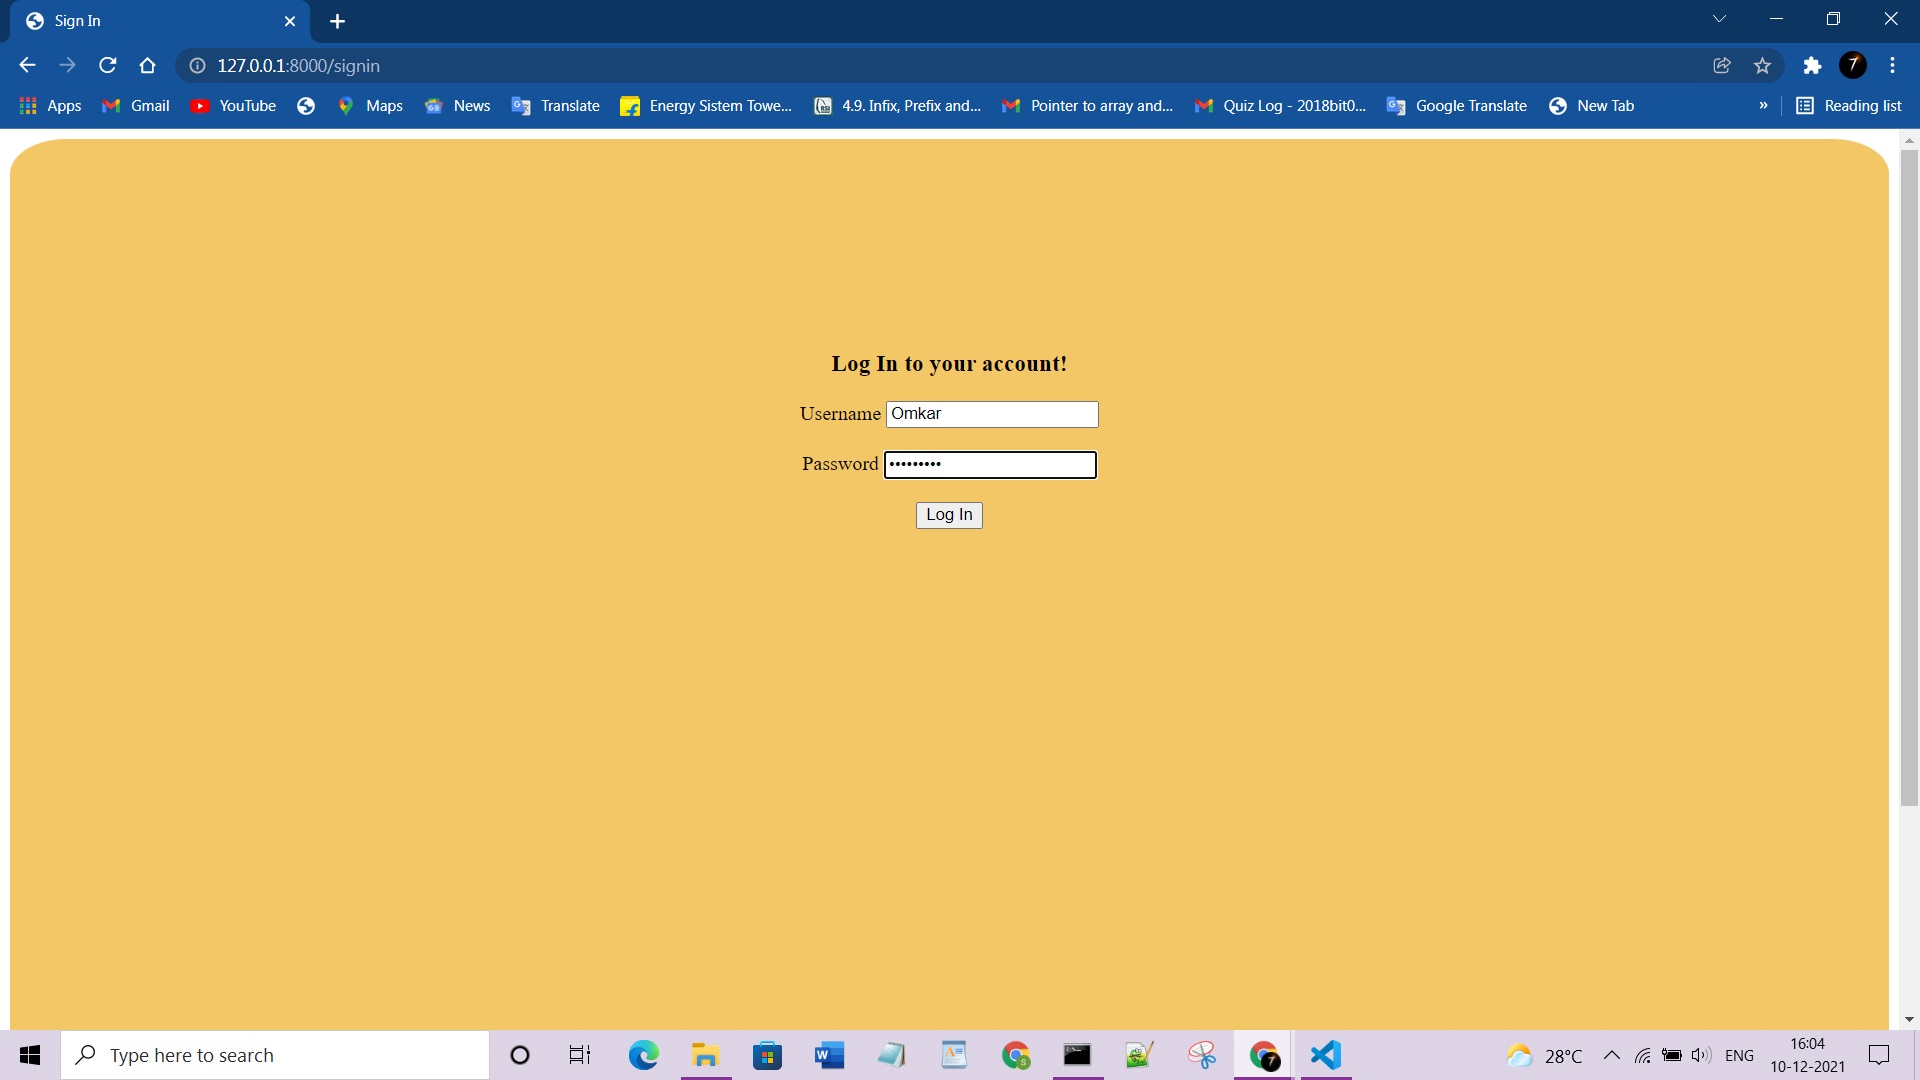 Sign In
127.0.0.1:8000/signin
Apps Gmail YouTube Maps News Translate Energy Sistem Towe... 4.9. Infix, Prefix and... Pointer to array and... Quiz Log - 2018bit0... Google Translate New Tab » Reading list
Log In to your account!
Username Omkar
Password •••••••••
Log In
Type here to search
28°C ENG 16:04
10-12-2021